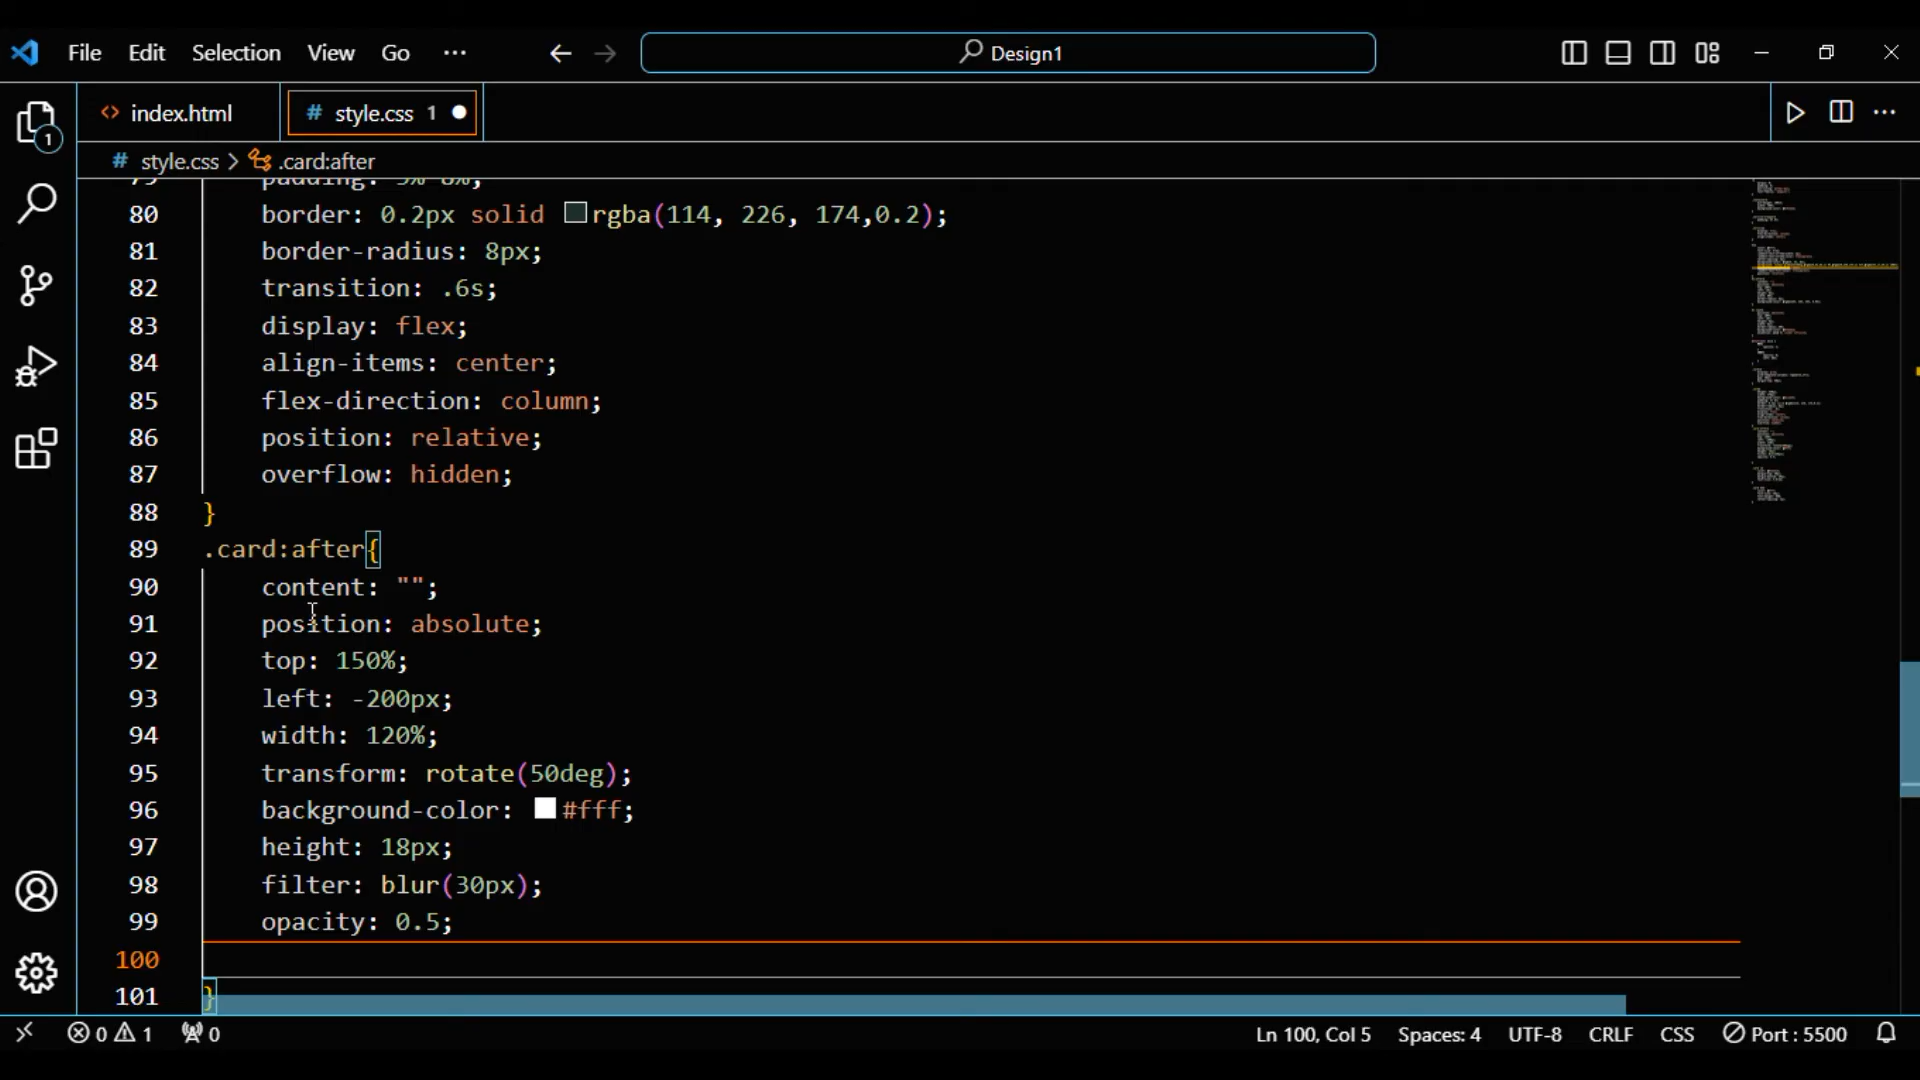 File Edit Selection View Go ···
Design1
index.html
# style.css 1
# style.css > .card:after
80 border: 0.2px solid rgba(114, 226, 174,0.2);
81 border-radius: 8px;
82 transition: .6s;
83 display: flex;
84 align-items: center;
85 flex-direction: column;
86 position: relative;
87 overflow: hidden;
88 }
89 .card:after{
90 content: "";
91 position: absolute;
92 top: 150%;
93 left: -200px;
94 width: 120%;
95 transform: rotate(50deg);
96 background-color: #fff;
97 height: 18px;
98 filter: blur(30px);
99 opacity: 0.5;
100
101 }
1
0 1 0 Ln 100, Col 5 Spaces: 4 UTF-8 CRLF CSS Port : 5500